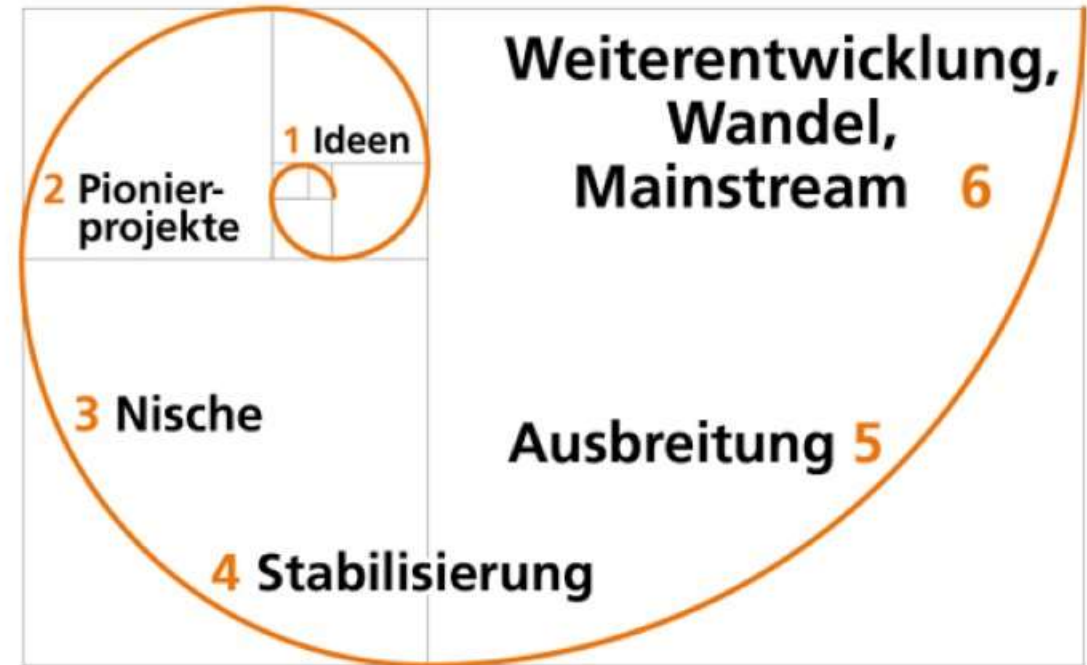 1 Ideen
2 Pionier-
projekte
3 Nische
4 Stabilisierung
Ausbreitung 5
Weiterentwicklung,
Wandel,
Mainstream 6